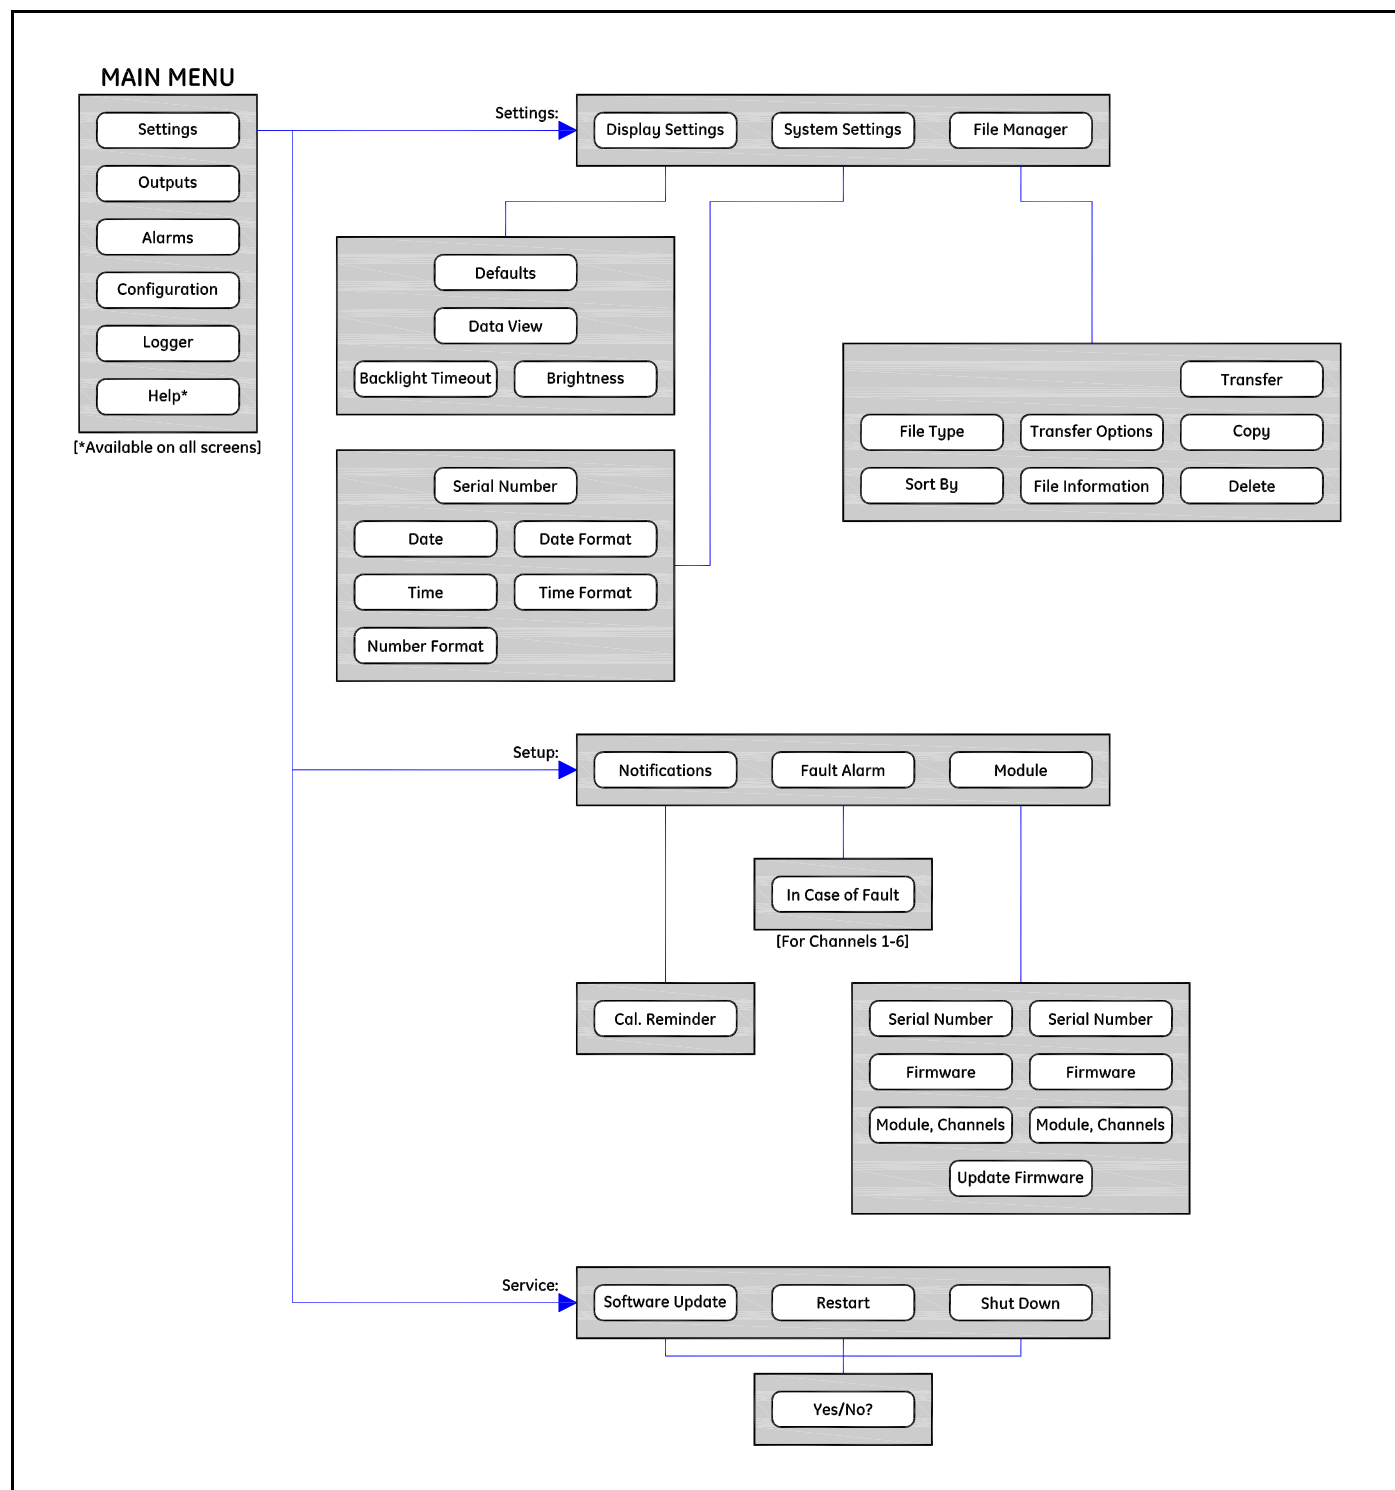 MAIN MENU
Settings
Outputs
Alarms
Configuration
Logger
Help*
[*Available on all screens]
Settings:
Display Settings
System Settings
File Manager
Defaults
Data View
Backlight Timeout
Brightness
Serial Number
Date
Date Format
Time
Time Format
Number Format
Transfer
File Type
Transfer Options
Copy
Sort By
File Information
Delete
Setup:
Notifications
Fault Alarm
Module
In Case of Fault
[For Channels 1-6]
Cal. Reminder
Serial Number
Serial Number
Firmware
Firmware
Module, Channels
Module, Channels
Update Firmware
Service:
Software Update
Restart
Shut Down
Yes/No?